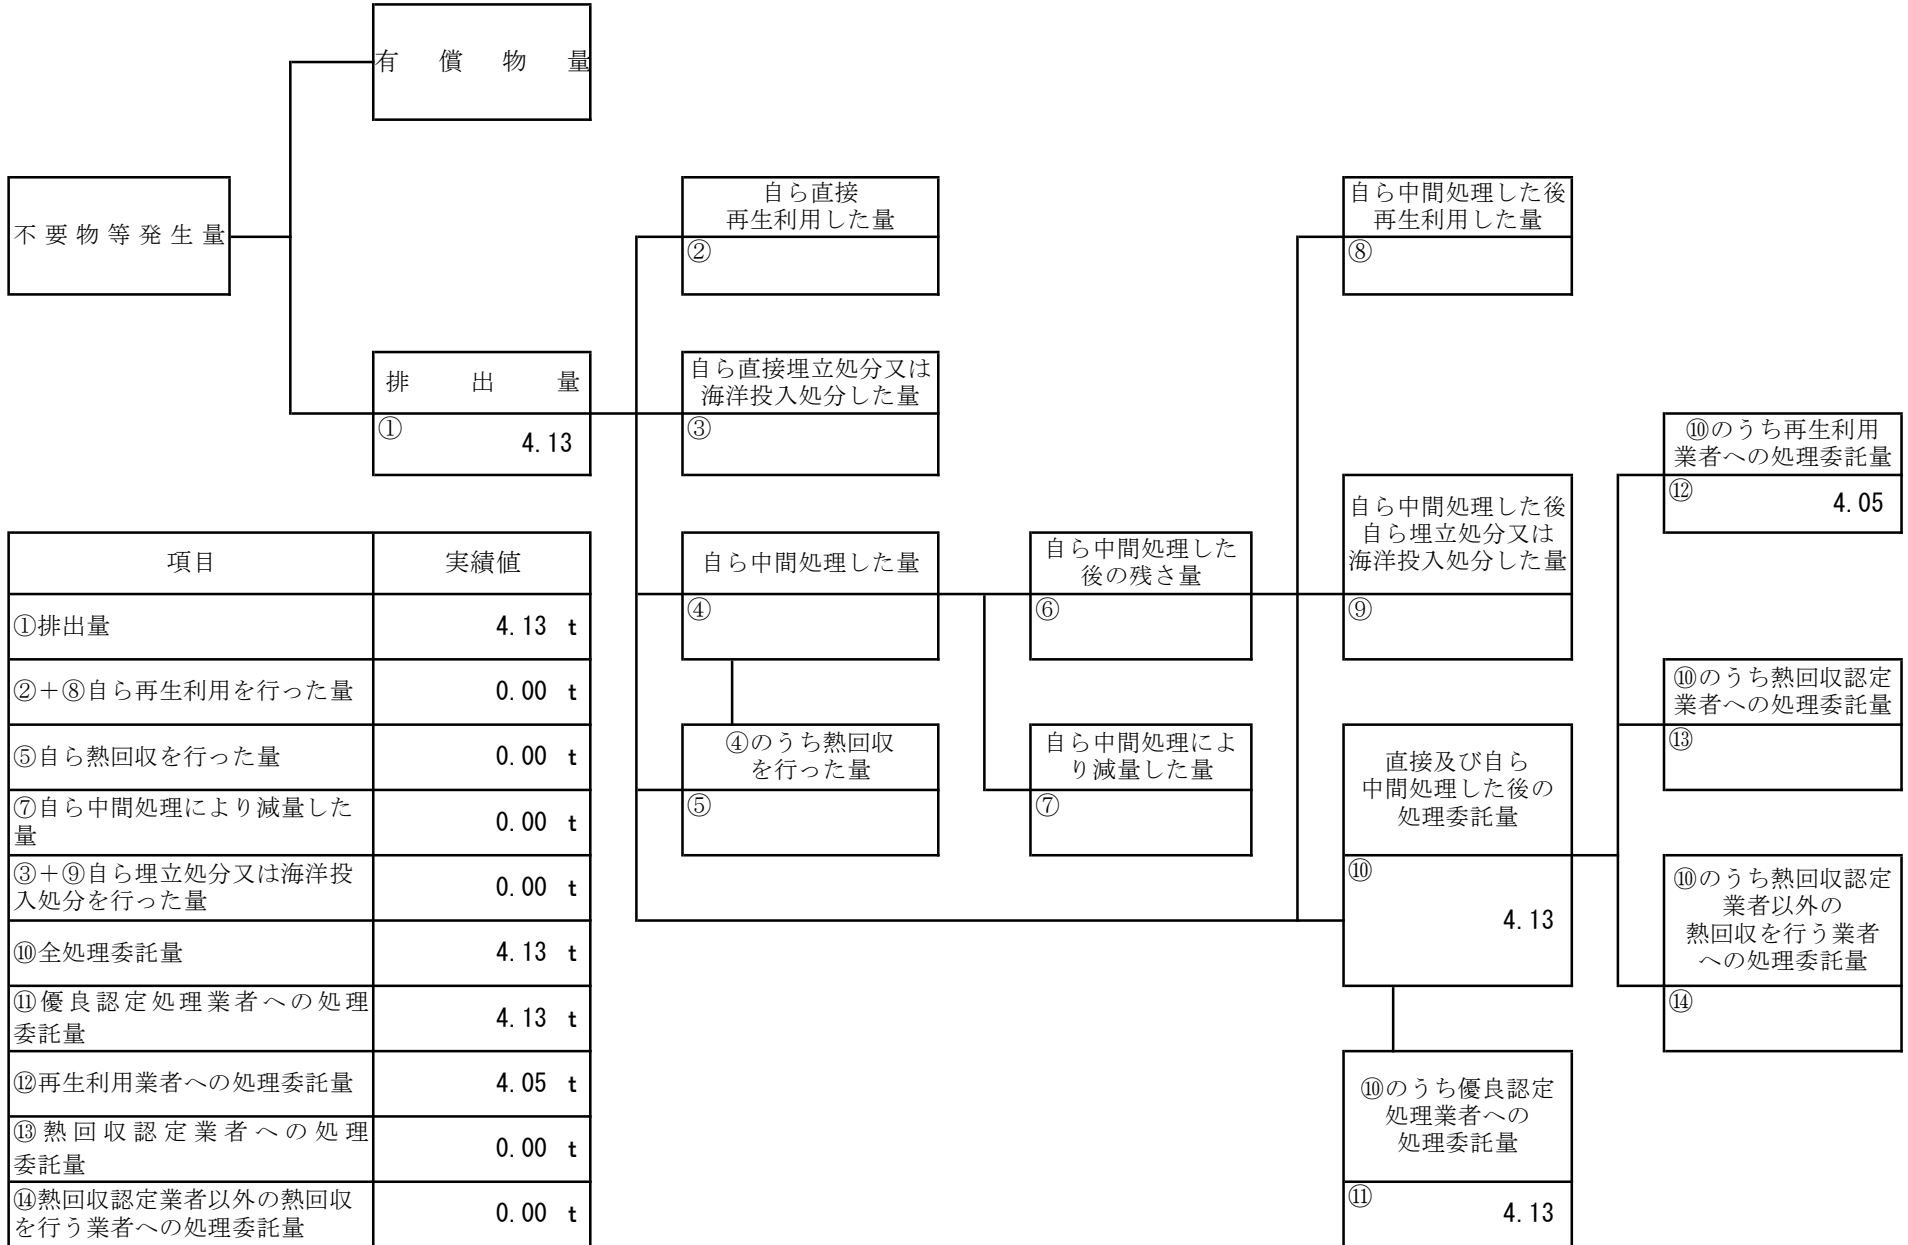 有償物量
不要物等発生量
排出量
①
4.13
自ら直接
再生利用した量
②
自ら直接埋立処分又は
海洋投入処分した量
③
自ら中間処理した量
④
④のうち熱回収
を行った量
⑤
自ら中間処理した
後の残さ量
⑥
自ら中間処理によ
り減量した量
⑦
自ら中間処理した後
再生利用した量
⑧
自ら中間処理した後
自ら埋立処分又は
海洋投入処分した量
⑨
直接及び自ら
中間処理した後の
処理委託量
⑩
4.13
⑩のうち優良認定
処理業者への
処理委託量
⑪
4.13
⑩のうち再生利用
業者への処理委託量
⑫
4.05
⑩のうち熱回収認定
業者への処理委託量
⑬
⑩のうち熱回収認定
業者以外の
熱回収を行う業者
への処理委託量
⑭
項目 実績値
①排出量 4.13 t
②+⑧自ら再生利用を行った量 0.00 t
⑤自ら熱回収を行った量 0.00 t
⑦自ら中間処理により減量した
量 0.00 t
③+⑨自ら埋立処分又は海洋投
入処分を行った量 0.00 t
⑩全処理委託量 4.13 t
⑪優良認定処理業者への処理
委託量 4.13 t
⑫再生利用業者への処理委託量 4.05 t
⑬熱回収認定業者への処理
委託量 0.00 t
⑭熱回収認定業者以外の熱回収
を行う業者への処理委託量 0.00 t